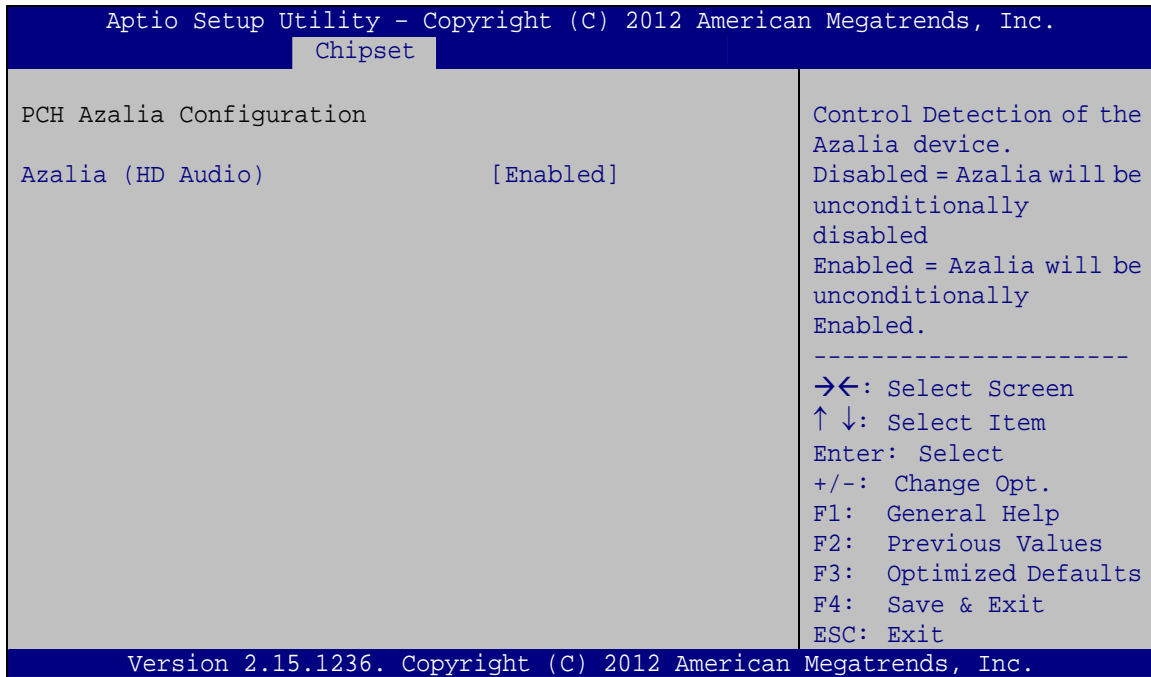 Aptio Setup Utility – Copyright (C) 2012 American Megatrends, Inc.
Chipset
PCH Azalia Configuration
Azalia (HD Audio) [Enabled]
Control Detection of the
Azalia device.
Disabled = Azalia will be
unconditionally
disabled
Enabled = Azalia will be
unconditionally
Enabled.
----------------------
→←: Select Screen
↑ ↓: Select Item
Enter: Select
+/-: Change Opt.
F1: General Help
F2: Previous Values
F3: Optimized Defaults
F4: Save & Exit
ESC: Exit
Version 2.15.1236. Copyright (C) 2012 American Megatrends, Inc.